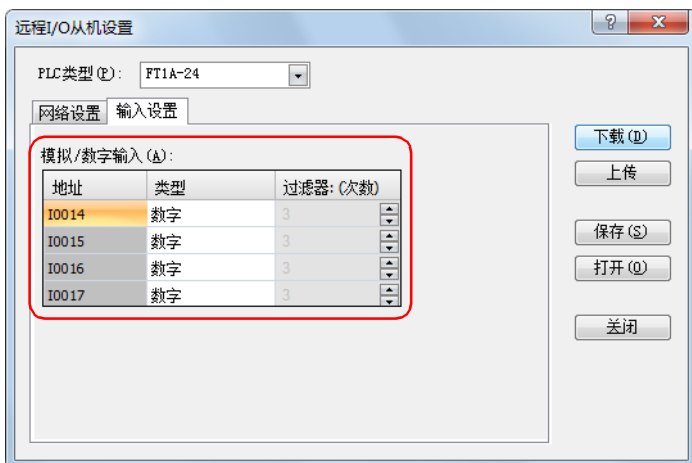 远程I/O从机设置
PLC类型(P): FT1A-24
网络设置 输入设置
模拟/数字输入(A):
地址 类型 过滤器:(次数)
I0014 数字 3
I0015 数字 3
I0016 数字 3
I0017 数字 3
下载(D)
上传
保存(S)
打开(O)
关闭